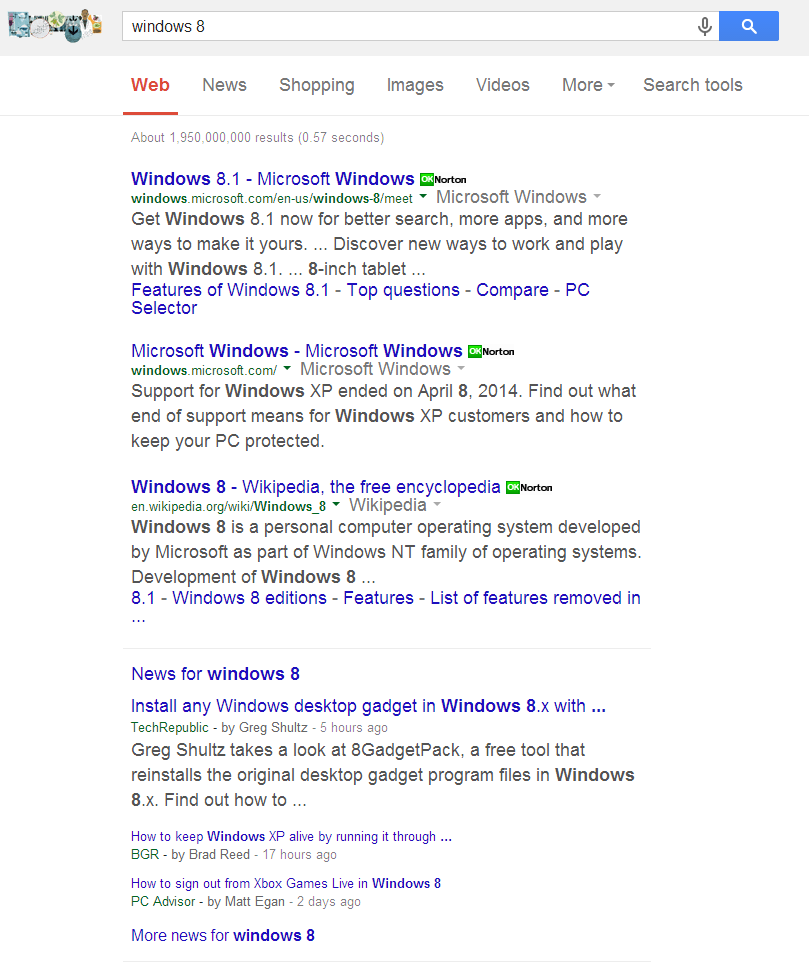 windows 8
Web News Shopping Images Videos More Search tools
About 1,950,000,000 results (0.57 seconds)
Windows 8.1 - Microsoft Windows OK Norton
windows.microsoft.com/en-us/windows-8/meet Microsoft Windows
Get Windows 8.1 now for better search, more apps, and more
ways to make it yours. ... Discover new ways to work and play
with Windows 8.1. ... 8-inch tablet ...
Features of Windows 8.1 - Top questions - Compare - PC
Selector
Microsoft Windows - Microsoft Windows OK Norton
windows.microsoft.com/ Microsoft Windows
Support for Windows XP ended on April 8, 2014. Find out what
end of support means for Windows XP customers and how to
keep your PC protected.
Windows 8 - Wikipedia, the free encyclopedia OK Norton
en.wikipedia.org/wiki/Windows_8 Wikipedia
Windows 8 is a personal computer operating system developed
by Microsoft as part of Windows NT family of operating systems.
Development of Windows 8 ...
8.1 - Windows 8 editions - Features - List of features removed in
...
News for windows 8
Install any Windows desktop gadget in Windows 8.x with ...
TechRepublic - by Greg Shultz - 5 hours ago
Greg Shultz takes a look at 8GadgetPack, a free tool that
reinstalls the original desktop gadget program files in Windows
8.x. Find out how to ...
How to keep Windows XP alive by running it through ...
BGR - by Brad Reed - 17 hours ago
How to sign out from Xbox Games Live in Windows 8
PC Advisor - by Matt Egan - 2 days ago
More news for windows 8